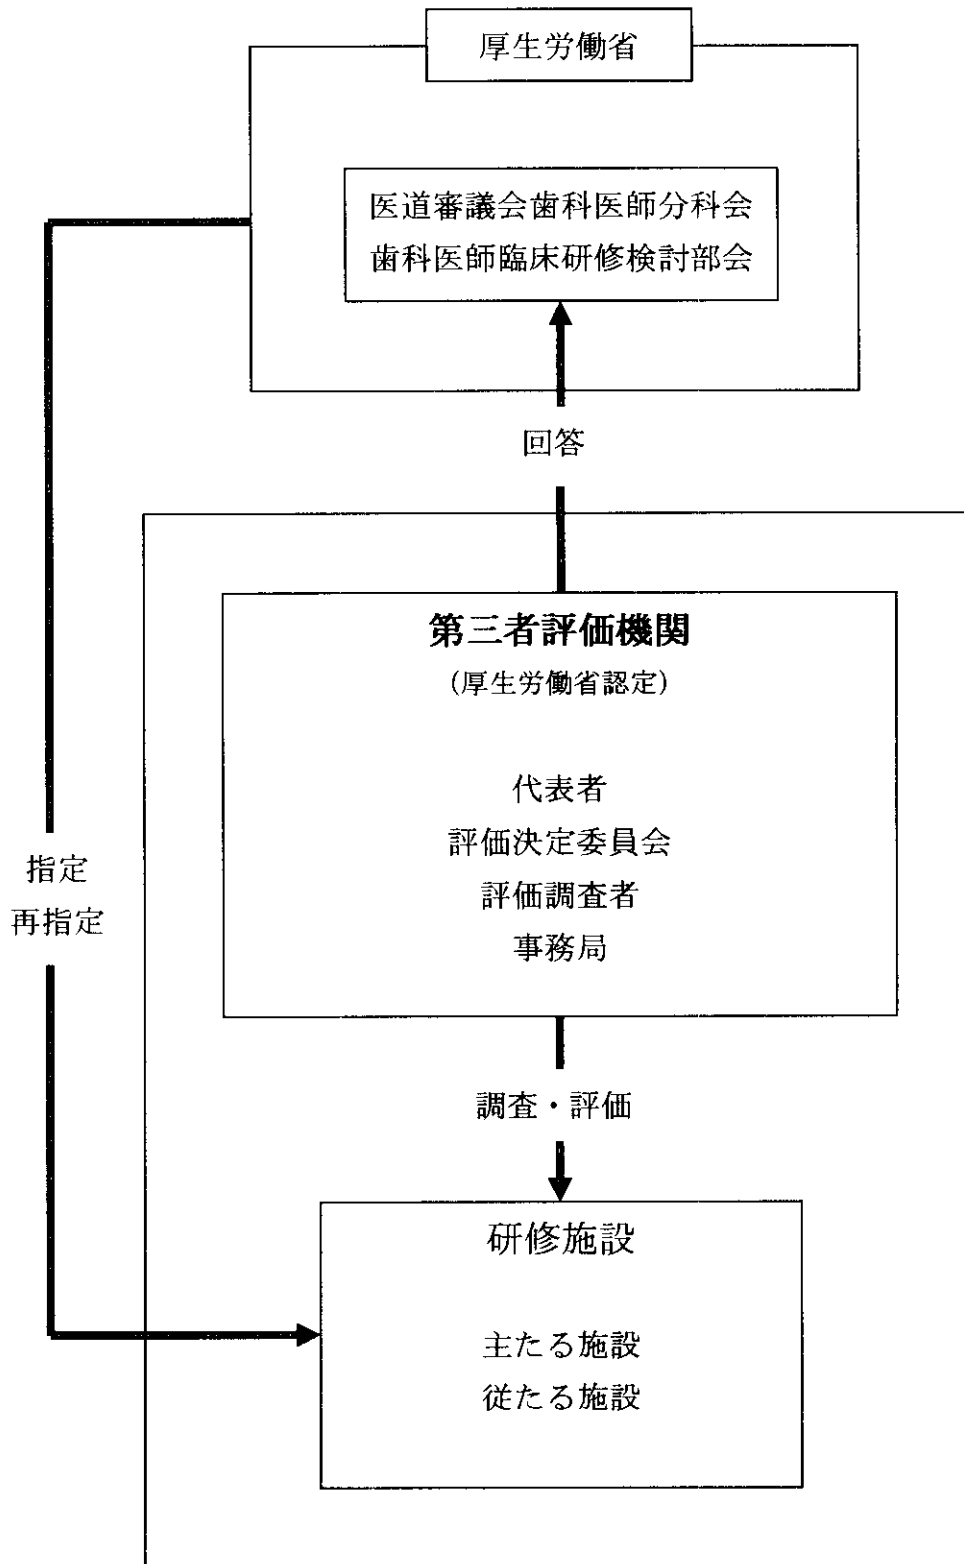 厚生労働省
医道審議会歯科医師分科会
歯科医師臨床研修検討部会
回答
第三者評価機関
(厚生労働省認定)
代表者
評価決定委員会
評価調査者
事務局
指定
再指定
調査・評価
研修施設
主たる施設
従たる施設